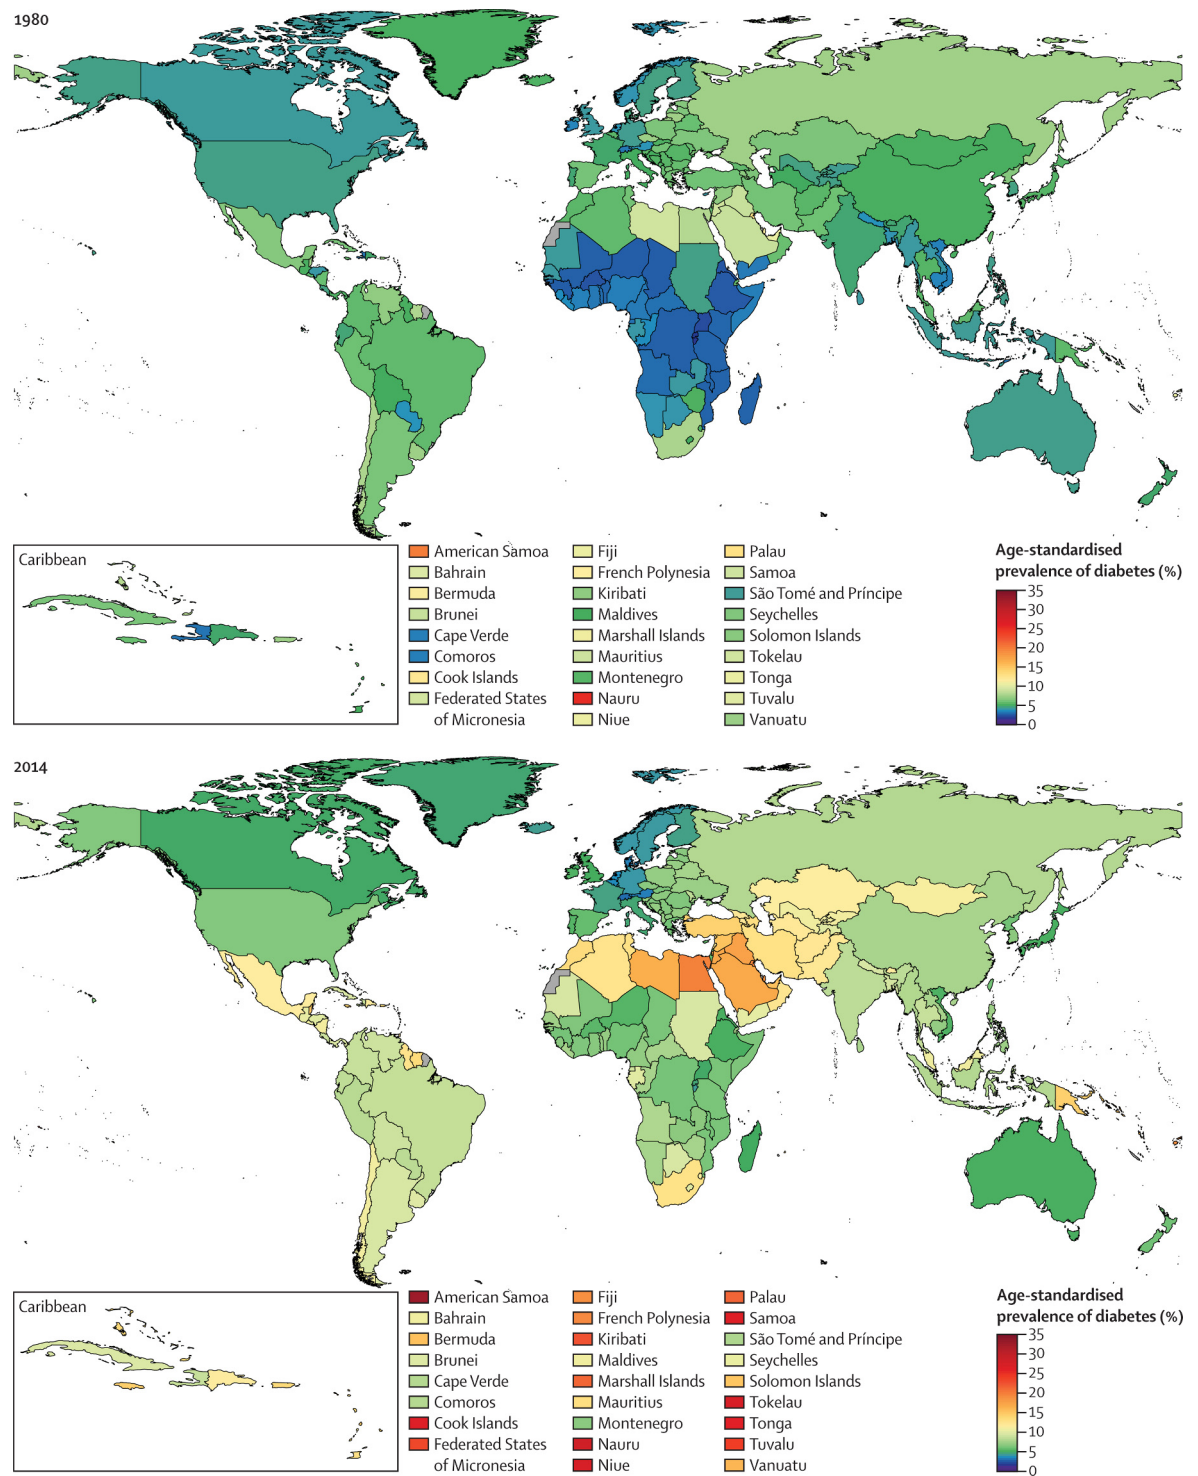 1980
Caribbean
American Samoa
Bahrain
Bermuda
Brunei
Cape Verde
Comoros
Cook Islands
Federated States
of Micronesia
Fiji
French Polynesia
Kiribati
Maldives
Marshall Islands
Mauritius
Montenegro
Nauru
Niue
Palau
Samoa
São Tomé and Príncipe
Seychelles
Solomon Islands
Tokelau
Tonga
Tuvalu
Vanuatu
Age-standardised
prevalence of diabetes (%)
35
30
25
20
15
10
5
0
2014
Caribbean
American Samoa
Bahrain
Bermuda
Brunei
Cape Verde
Comoros
Cook Islands
Federated States
of Micronesia
Fiji
French Polynesia
Kiribati
Maldives
Marshall Islands
Mauritius
Montenegro
Nauru
Niue
Palau
Samoa
São Tomé and Príncipe
Seychelles
Solomon Islands
Tokelau
Tonga
Tuvalu
Vanuatu
Age-standardised
prevalence of diabetes (%)
35
30
25
20
15
10
5
0